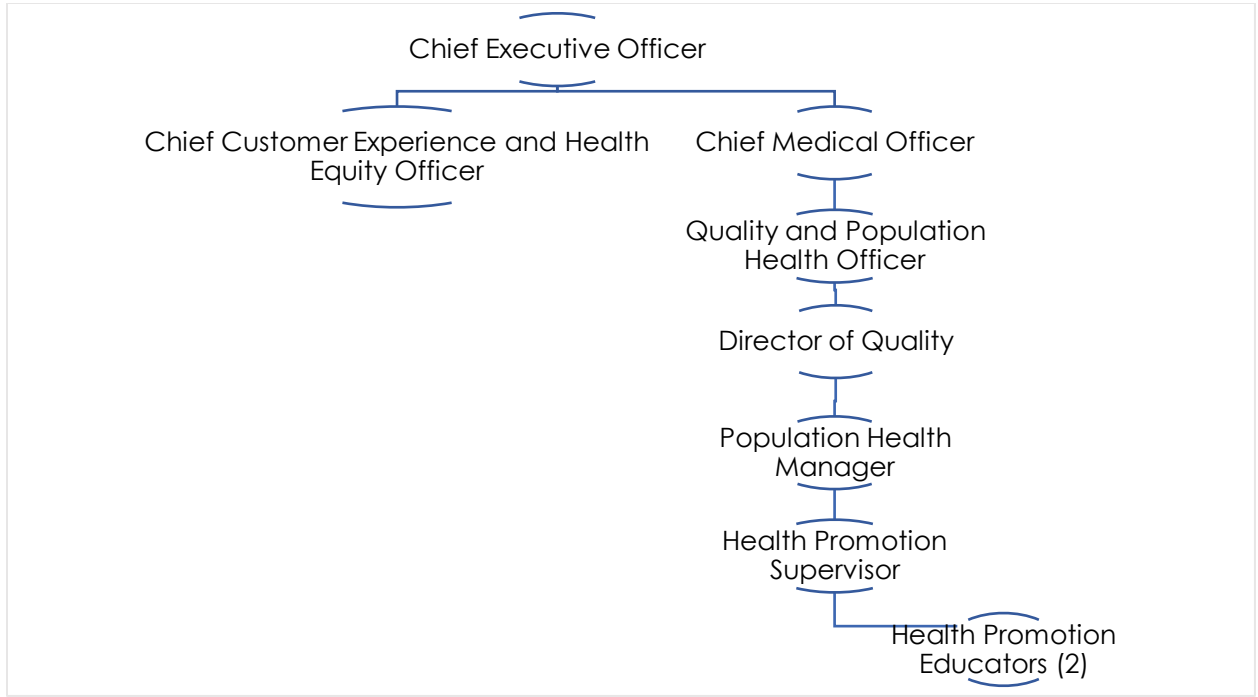 Chief Executive Officer
Chief Customer Experience and Health
Equity Officer
Chief Medical Officer
Quality and Population
Health Officer
Director of Quality
Population Health
Manager
Health Promotion
Supervisor
Health Promotion
Educators (2)